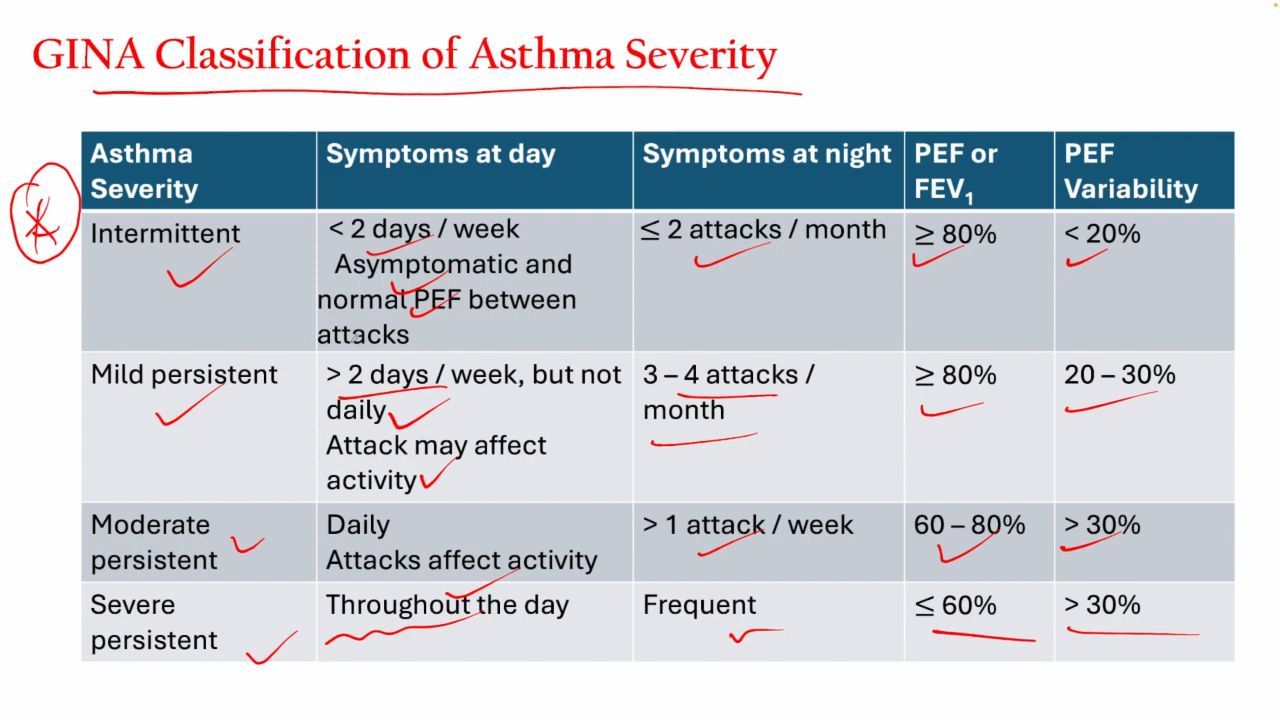 GINA Classification of Asthma Severity
Asthma Severity | Symptoms at day | Symptoms at night | PEF or FEV₁ | PEF Variability
Intermittent | < 2 days / week Asymptomatic and normal PEF between attacks | ≤ 2 attacks / month | ≥ 80% | < 20%
Mild persistent | > 2 days / week, but not daily Attack may affect activity | 3 – 4 attacks / month | ≥ 80% | 20 – 30%
Moderate persistent | Daily Attacks affect activity | > 1 attack / week | 60 – 80% | > 30%
Severe persistent | Throughout the day | Frequent | ≤ 60% | > 30%